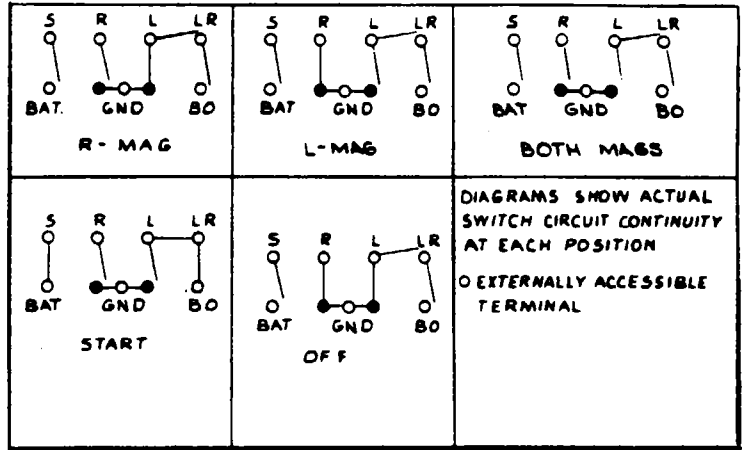 S R L LR
BAT. GND BO
R - MAG
S R L LR
BAT GND BO
L-MAG
S R L LR
BAT GND BO
BOTH MAGS
S R L LR
BAT GND BO
START
S R L LR
BAT GND BO
OFF
DIAGRAMS SHOW ACTUAL
SWITCH CIRCUIT CONTINUITY
AT EACH POSITION
O EXTERNALLY ACCESSIBLE
TERMINAL